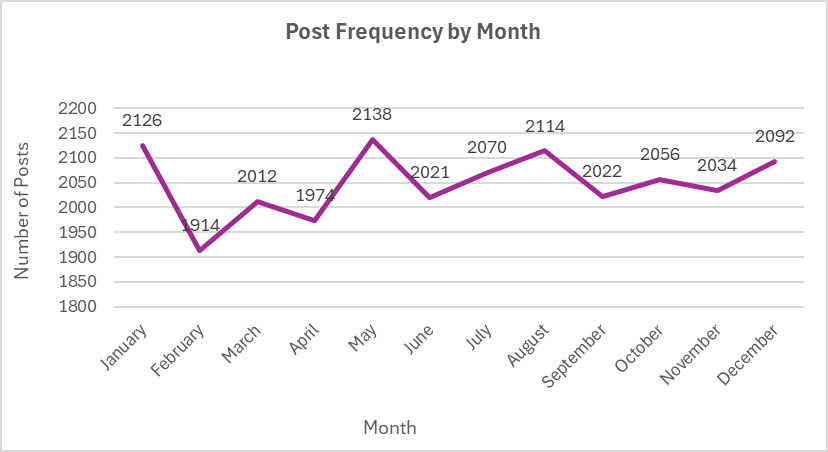 Post Frequency by Month
Number of Posts
2200
2150
2100
2050
2000
1950
1900
1850
1800
2126
1914
2012
1974
2138
2021
2070
2114
2022
2056
2034
2092
January
February
March
April
May
June
July
August
September
October
November
December
Month